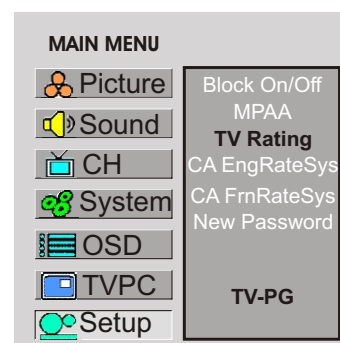 MAIN MENU
Picture
Sound
CH
System
OSD
TVPC
Setup
Block On/Off
MPAA
TV Rating
CA EngRateSys
CA FrnRateSys
New Password
TV-PG